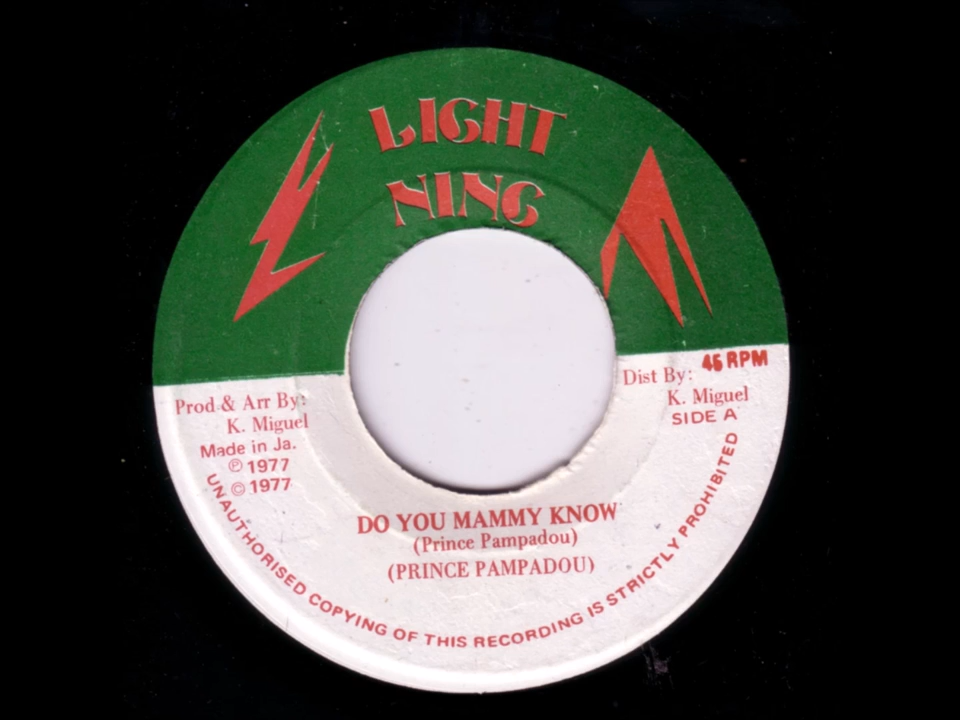 LIGHT
NING
45 RPM
Prod & Arr By:
K. Miguel
Made in Ja.
℗ 1977
© 1977
Dist By:
K. Miguel
SIDE A
DO YOU MAMMY KNOW
(Prince Pampadou)
(PRINCE PAMPADOU)
UNAUTHORISED COPYING OF THIS RECORDING IS STRICTLY PROHIBITED